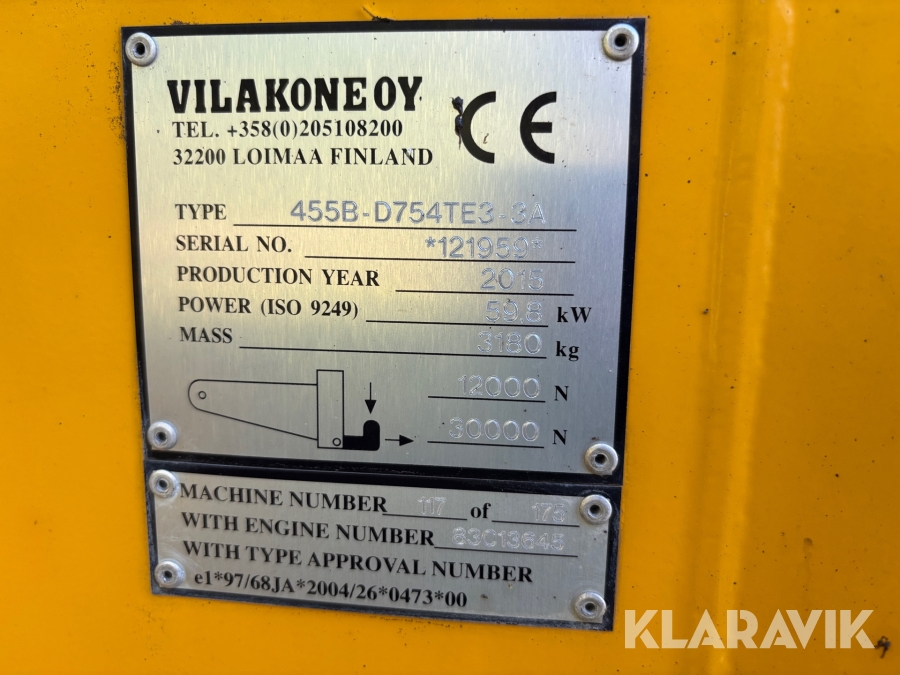 VILAKONE OY
TEL. +358(0)205108200
32200 LOIMAA FINLAND
CE
TYPE 455B-D754TE3-3A
SERIAL NO. *121959*
PRODUCTION YEAR 2015
POWER (ISO 9249) 59.8 kW
MASS 3180 kg
12000 N
30000 N
MACHINE NUMBER 117 of 175
WITH ENGINE NUMBER 83C13645
WITH TYPE APPROVAL NUMBER
e1*97/68JA*2004/26*0473*00
KLARAVIK